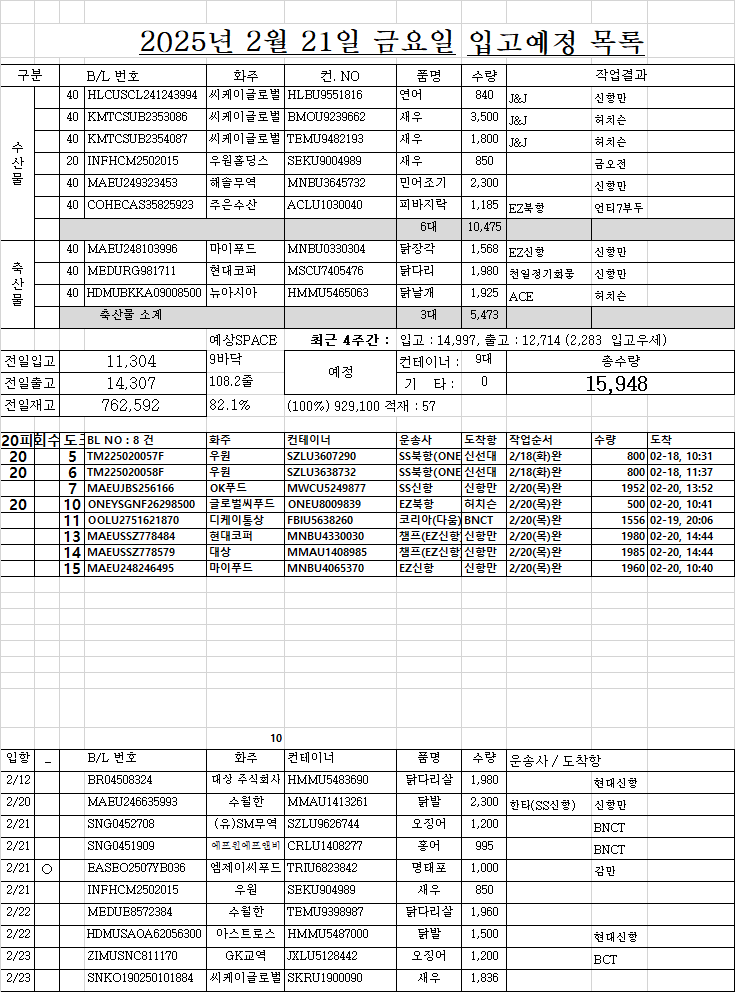 2025년 2월 21일 금요일 입고예정 목록
구분 B/L 번호 화주 컨. NO 품명 수량 작업결과
수산물
40 HLCUSCL241243994 씨케이글로벌 HLBU9551816 연어 840 J&J 신항만
40 KMTCSUB2353086 씨케이글로벌 BMOU9239662 새우 3,500 J&J 허치슨
40 KMTCSUB2354087 씨케이글로벌 TEMU9482193 새우 1,800 J&J 허치슨
20 INFHCM2502015 우원홀딩스 SEKU9004989 새우 850 금오전
40 MAEU249323453 해솔무역 MNBU3645732 민어조기 2,300 신항만
40 COHECAS35825923 주은수산 ACLU1030040 피바지락 1,185 EZ북항 언티7부두
6대 10,475
축산물
40 MAEU248103996 마이푸드 MNBU0330304 닭장각 1,568 EZ신항 신항만
40 MEDURG981711 현대코퍼 MSCU7405476 닭다리 1,980 천일정기화물 신항만
40 HDMUBKKA09008500 뉴아시아 HMMU5465063 닭날개 1,925 ACE 허치슨
축산물 소계 3대 5,473
예상SPACE 최근 4주간 : 입고 : 14,997, 출고 : 12,714 (2,283 입고우세)
전일입고 11,304 9바닥 예정 컨테이너 : 9대 총수량
전일출고 14,307 108.2줄 기 타 : 0 15,948
전일재고 762,592 82.1% (100%) 929,100 적재 : 57
20피 회수 도크 BL NO : 8 건 화주 컨테이너 운송사 도착항 작업순서 수량 도착
20 5 TM225020057F 우원 SZLU3607290 SS북항(ONE 신선대 2/18(화)완 800 02-18, 10:31
20 6 TM225020058F 우원 SZLU3638732 SS북항(ONE 신선대 2/18(화)완 800 02-18, 11:37
7 MAEUJBS256166 OK푸드 MWCU5249877 SS신항 신항만 2/20(목)완 1952 02-20, 13:52
20 10 ONEYSGNF26298500 글로벌씨푸드 ONEU8009839 EZ북항 허치슨 2/20(목)완 500 02-20, 10:41
11 OOLU2751621870 디케이통상 FBIU5638260 코리아(다움) BNCT 2/20(목)완 1556 02-19, 20:06
13 MAEUSSZ778484 현대코퍼 MNBU4330030 챔프(EZ신항) 신항만 2/20(목)완 1980 02-20, 14:44
14 MAEUSSZ778579 대상 MMAU1408985 챔프(EZ신항) 신항만 2/20(목)완 1985 02-20, 14:44
15 MAEU248246495 마이푸드 MNBU4065370 EZ신항 신항만 2/20(목)완 1960 02-20, 10:40
10
입항 _ B/L 번호 화주 컨테이너 품명 수량 운송사 / 도착항
2/12 BR04508324 대상 주식회사 HMMU5483690 닭다리살 1,980 현대신항
2/20 MAEU246635993 수월한 MMAU1413261 닭발 2,300 한타(SS신항) 신항만
2/21 SNG0452708 (유)SM무역 SZLU9626744 오징어 1,200 BNCT
2/21 SNG0451909 에프윈에프앤비 CRLU1408277 홍어 995 BNCT
2/21 ○ EASEO2507YB036 엠제이씨푸드 TRIU6823842 명태포 1,000 감만
2/21 INFHCM2502015 우원 SEKU904989 새우 850
2/22 MEDUE8572384 수월한 TEMU9398987 닭다리살 1,960
2/22 HDMUSAOA62056300 아스트로스 HMMU5487000 닭발 1,500 현대신항
2/23 ZIMUSNC811170 GK교역 JXLU5128442 오징어 1,200 BCT
2/23 SNKO190250101884 씨케이글로벌 SKRU1900090 새우 1,836